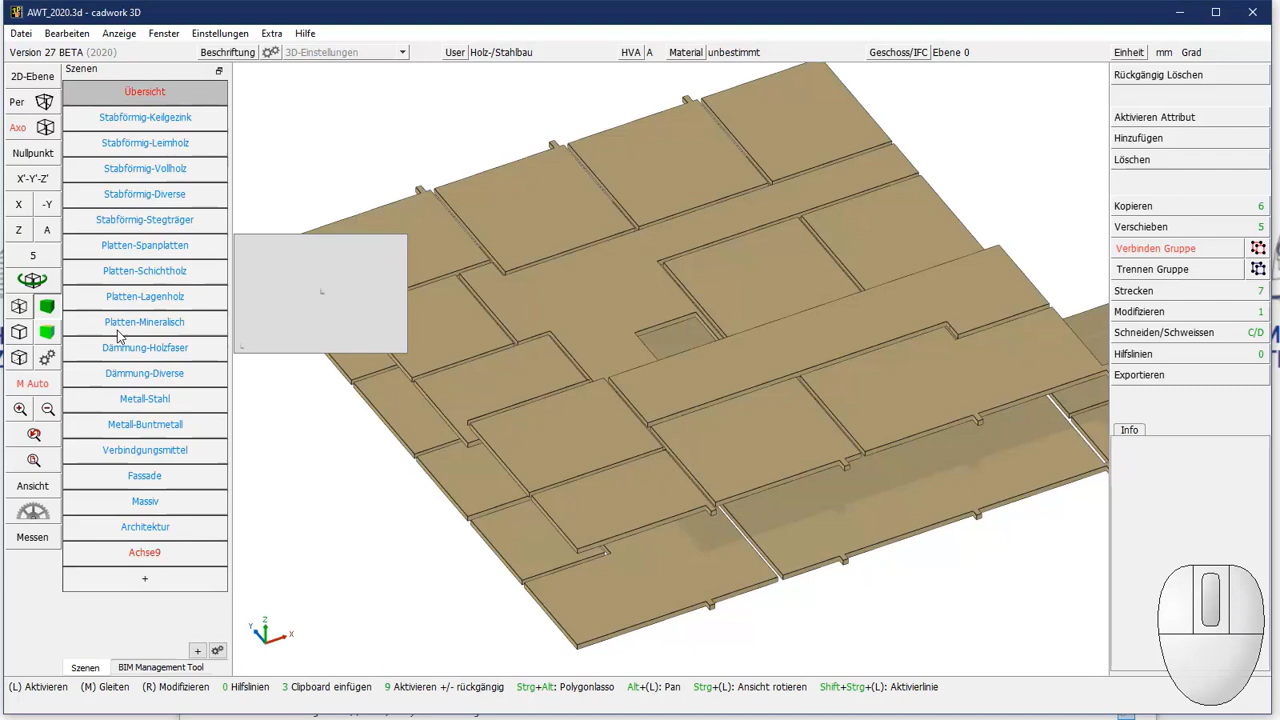 AWT_2020.3d - cadwork 3D
Datei Bearbeiten Anzeige Fenster Einstellungen Extra Hilfe
Version 27 BETA (2020) Beschriftung 3D-Einstellungen User Holz-/Stahlbau HVA A Material unbestimmt Geschoss/IFC Ebene 0 Einheit mm Grad
2D-Ebene
Per
Axo
Nullpunkt
X'-Y'-Z'
X -Y
Z A
5
M Auto
Ansicht
Messen
Szenen
Übersicht
Stabförmig-Keilgezink
Stabförmig-Leimholz
Stabförmig-Vollholz
Stabförmig-Diverse
Stabförmig-Stegträger
Platten-Spanplatten
Platten-Schichtholz
Platten-Lagenholz
Platten-Mineralisch
Dämmung-Holzfaser
Dämmung-Diverse
Metall-Stahl
Metall-Buntmetall
Verbindgungsmittel
Fassade
Massiv
Architektur
Achse9
+
+
Szenen BIM Management Tool
Z
Y X
Rückgängig Löschen
Aktivieren Attribut
Hinzufügen
Löschen
Kopieren 6
Verschieben 5
Verbinden Gruppe
Trennen Gruppe
Strecken 7
Modifizieren 1
Schneiden/Schweissen C/D
Hilfslinien 0
Exportieren
Info
(L) Aktivieren (M) Gleiten (R) Modifizieren 0 Hilfslinien 3 Clipboard einfügen 9 Aktivieren +/- rückgängig Strg+Alt: Polygonlasso Alt+(L): Pan Strg+(L): Ansicht rotieren Shift+Strg+(L): Aktivierlinie